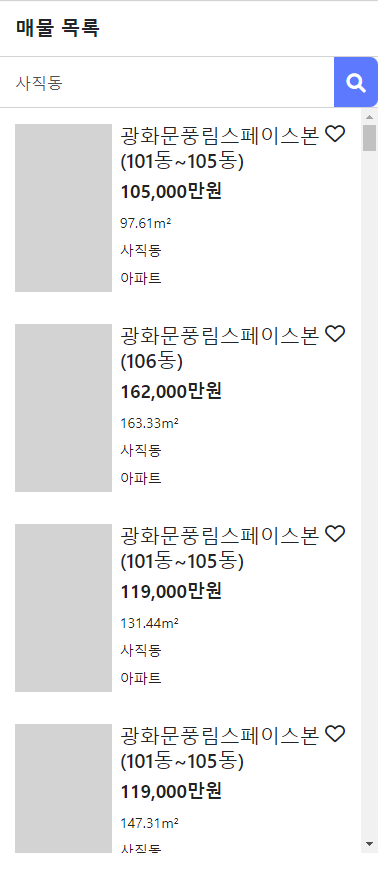 매물 목록
사직동
광화문풍림스페이스본
(101동~105동)
105,000만원
97.61m²
사직동
아파트
광화문풍림스페이스본
(106동)
162,000만원
163.33m²
사직동
아파트
광화문풍림스페이스본
(101동~105동)
119,000만원
131.44m²
사직동
아파트
광화문풍림스페이스본
(101동~105동)
119,000만원
147.31m²
사직동